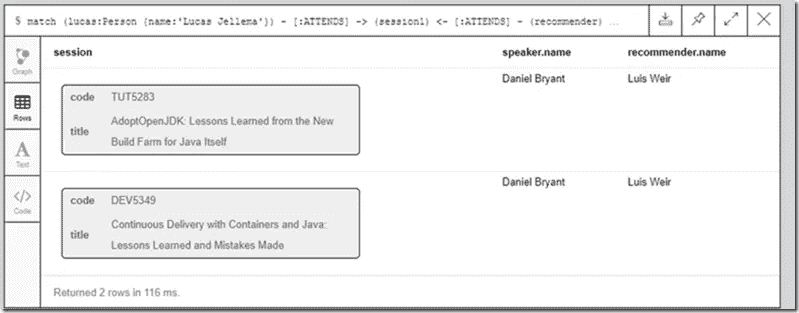 $ match (lucas:Person {name:'Lucas Jellema'}) - [:ATTENDS] -> (session1) <- [:ATTENDS] - (recommender) ...
session speaker.name recommender.name
Graph
Rows
Text
Code
Daniel Bryant Luis Weir
code TUT5283
title AdoptOpenJDK: Lessons Learned from the New
Build Farm for Java Itself
Daniel Bryant Luis Weir
code DEV5349
title Continuous Delivery with Containers and Java:
Lessons Learned and Mistakes Made
Returned 2 rows in 116 ms.